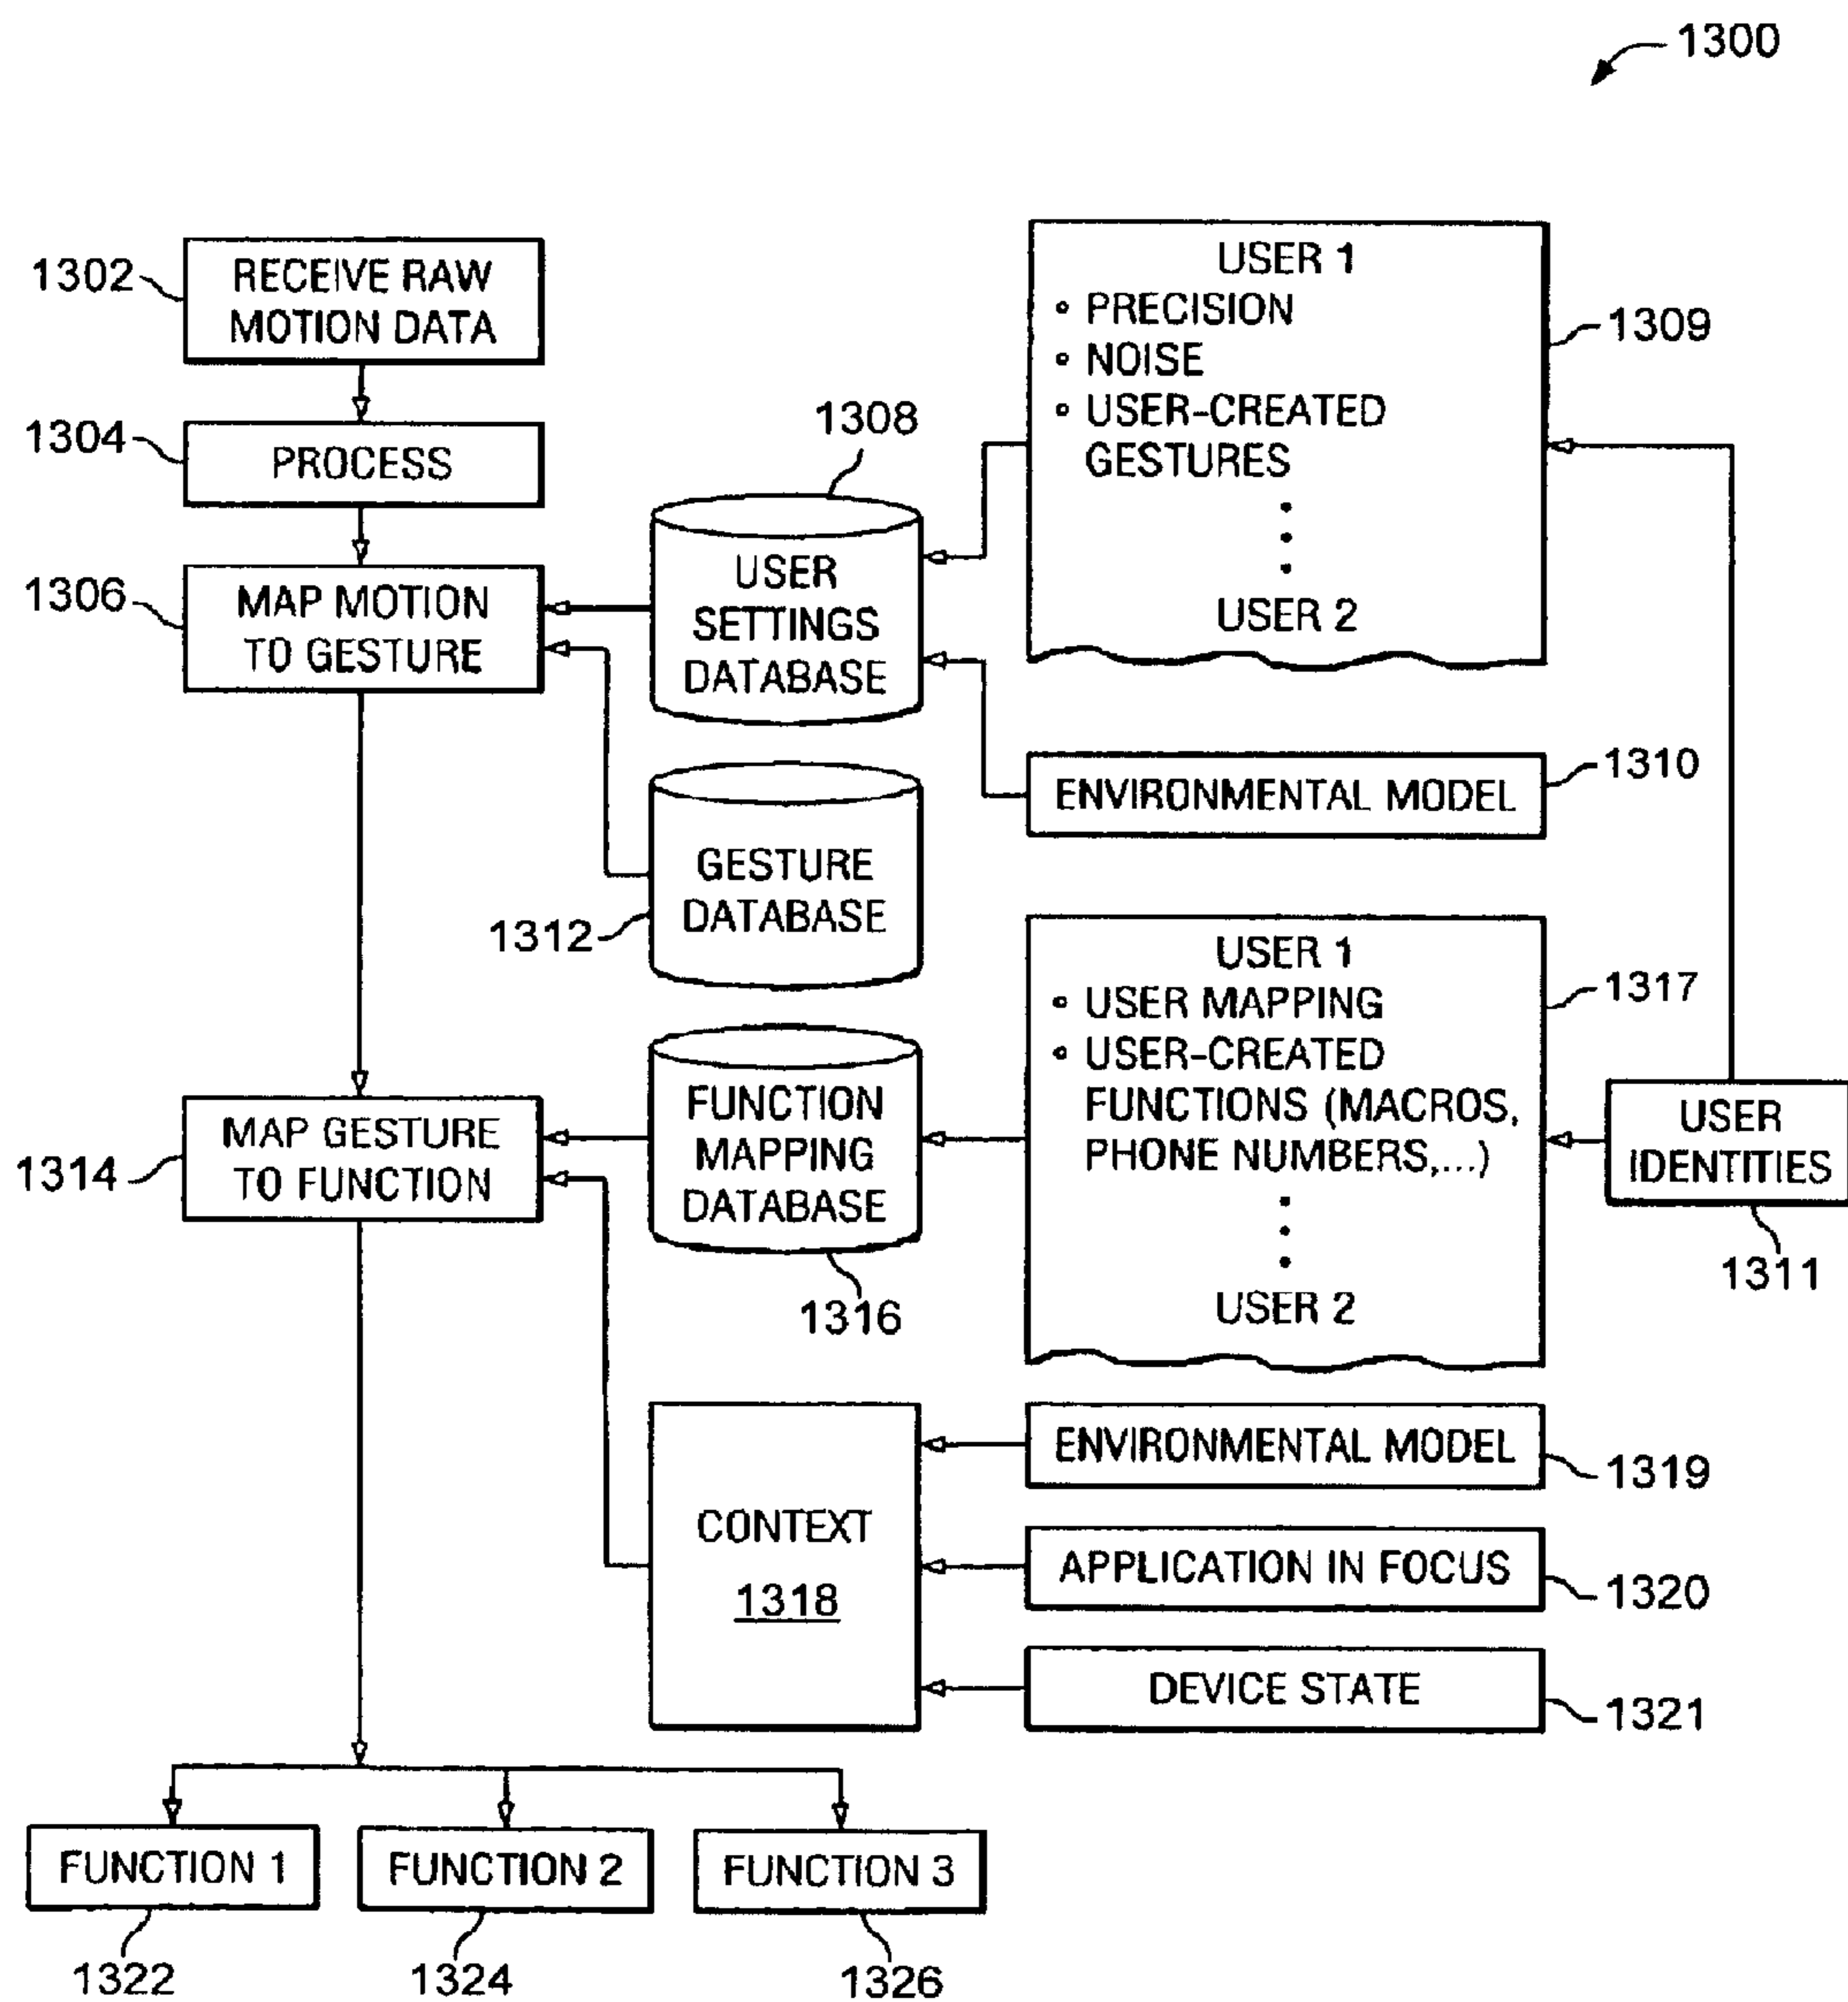 1300
1302
RECEIVE RAW
MOTION DATA
1304
PROCESS
1306
MAP MOTION
TO GESTURE
1308
USER
SETTINGS
DATABASE
USER 1
• PRECISION
• NOISE
• USER-CREATED
GESTURES
USER 2
1309
ENVIRONMENTAL MODEL
1310
GESTURE
DATABASE
1312
1314
MAP GESTURE
TO FUNCTION
FUNCTION
MAPPING
DATABASE
1316
USER 1
• USER MAPPING
• USER-CREATED
FUNCTIONS (MACROS,
PHONE NUMBERS,...)
USER 2
1317
USER
IDENTITIES
1311
CONTEXT
1318
ENVIRONMENTAL MODEL
1319
APPLICATION IN FOCUS
1320
DEVICE STATE
1321
FUNCTION 1
FUNCTION 2
FUNCTION 3
1322
1324
1326